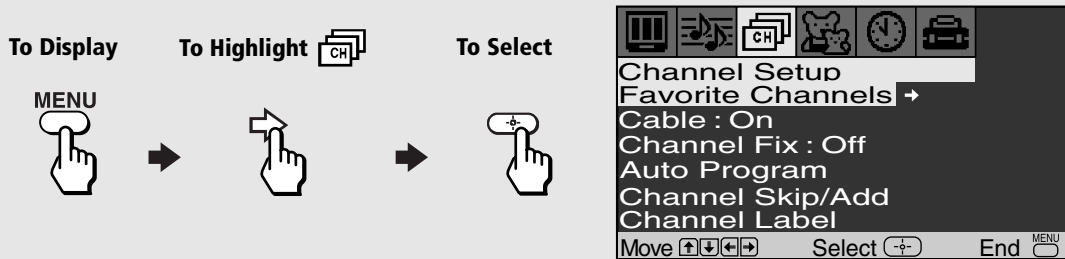 To Display
MENU
To Highlight CH
To Select
CH
Channel Setup
Favorite Channels
Cable : On
Channel Fix : Off
Auto Program
Channel Skip/Add
Channel Label
Move Select End MENU